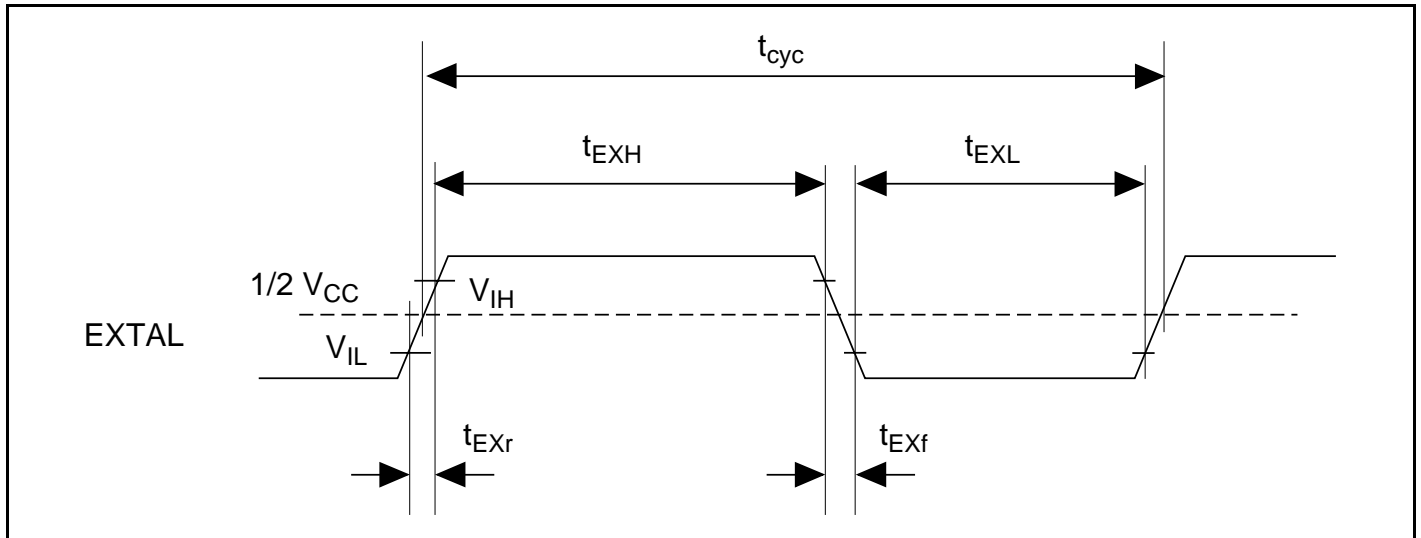 tcyc
tEXH
tEXL
1/2 VCC
VIH
EXTAL
VIL
tEXr
tEXf